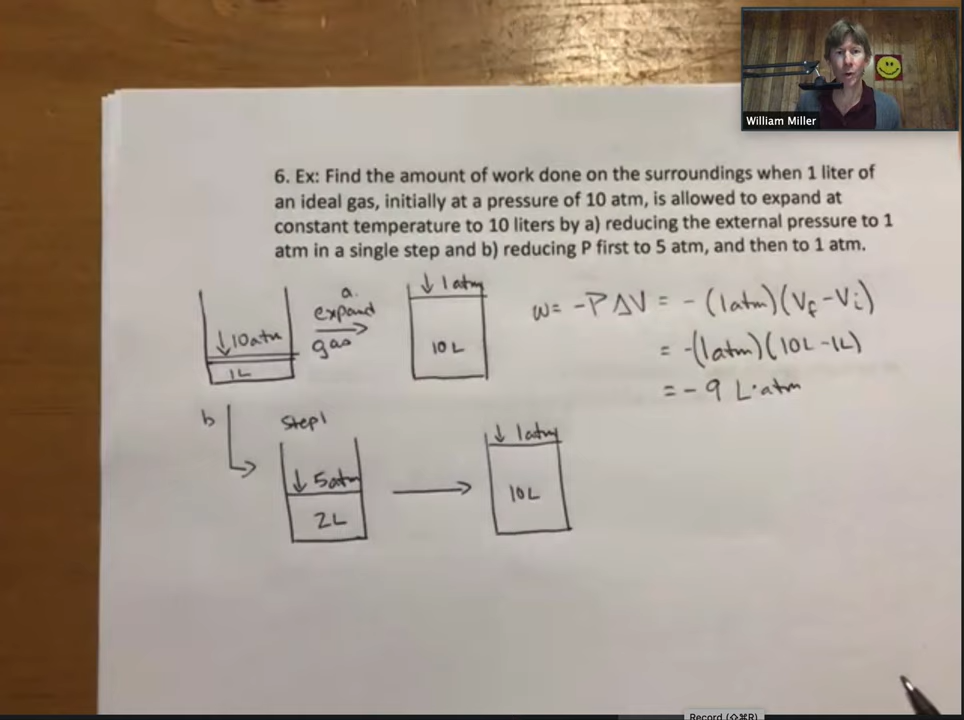 William Miller
6. Ex: Find the amount of work done on the surroundings when 1 liter of
an ideal gas, initially at a pressure of 10 atm, is allowed to expand at
constant temperature to 10 liters by a) reducing the external pressure to 1
atm in a single step and b) reducing P first to 5 atm, and then to 1 atm.
a.
expand
gas
↓10atm
1L
↓ 1atm
10L
w= -PΔV = - (1atm)(Vf-Vi)
= -(1atm)(10L-1L)
= - 9 L·atm
b
Step1
↓ 5atm
2L
↓ 1atm
10L
Record (⇧⌘R)